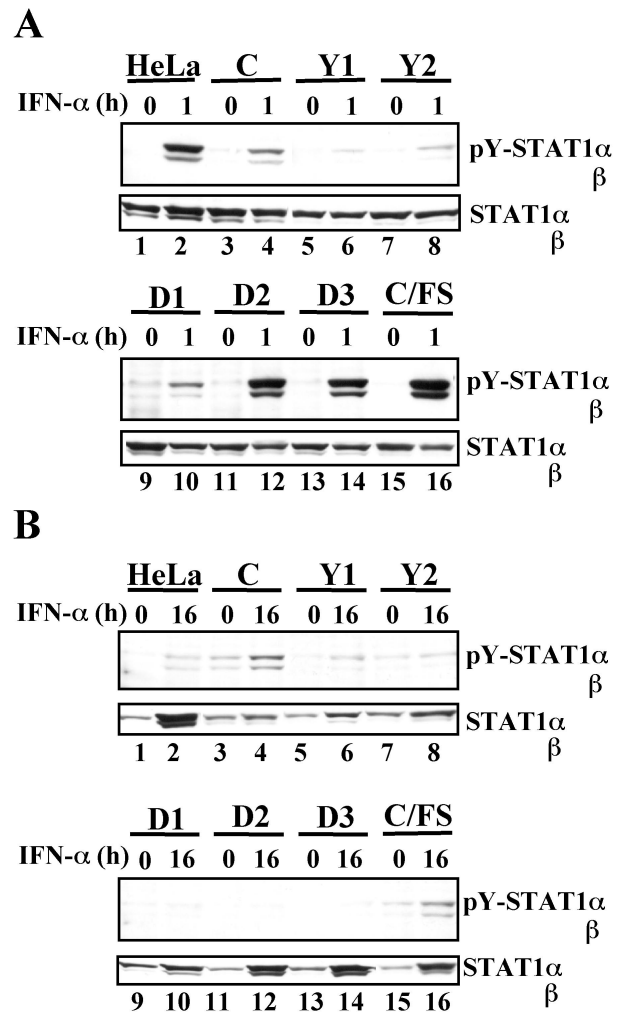 A
HeLa C Y1 Y2
IFN-α (h) 0 1 0 1 0 1 0 1
pY-STAT1α
β
STAT1α
β
1 2 3 4 5 6 7 8
D1 D2 D3 C/FS
IFN-α (h) 0 1 0 1 0 1 0 1
pY-STAT1α
β
STAT1α
β
9 10 11 12 13 14 15 16
B
HeLa C Y1 Y2
IFN-α (h) 0 16 0 16 0 16 0 16
pY-STAT1α
β
STAT1α
β
1 2 3 4 5 6 7 8
D1 D2 D3 C/FS
IFN-α (h) 0 16 0 16 0 16 0 16
pY-STAT1α
β
STAT1α
β
9 10 11 12 13 14 15 16